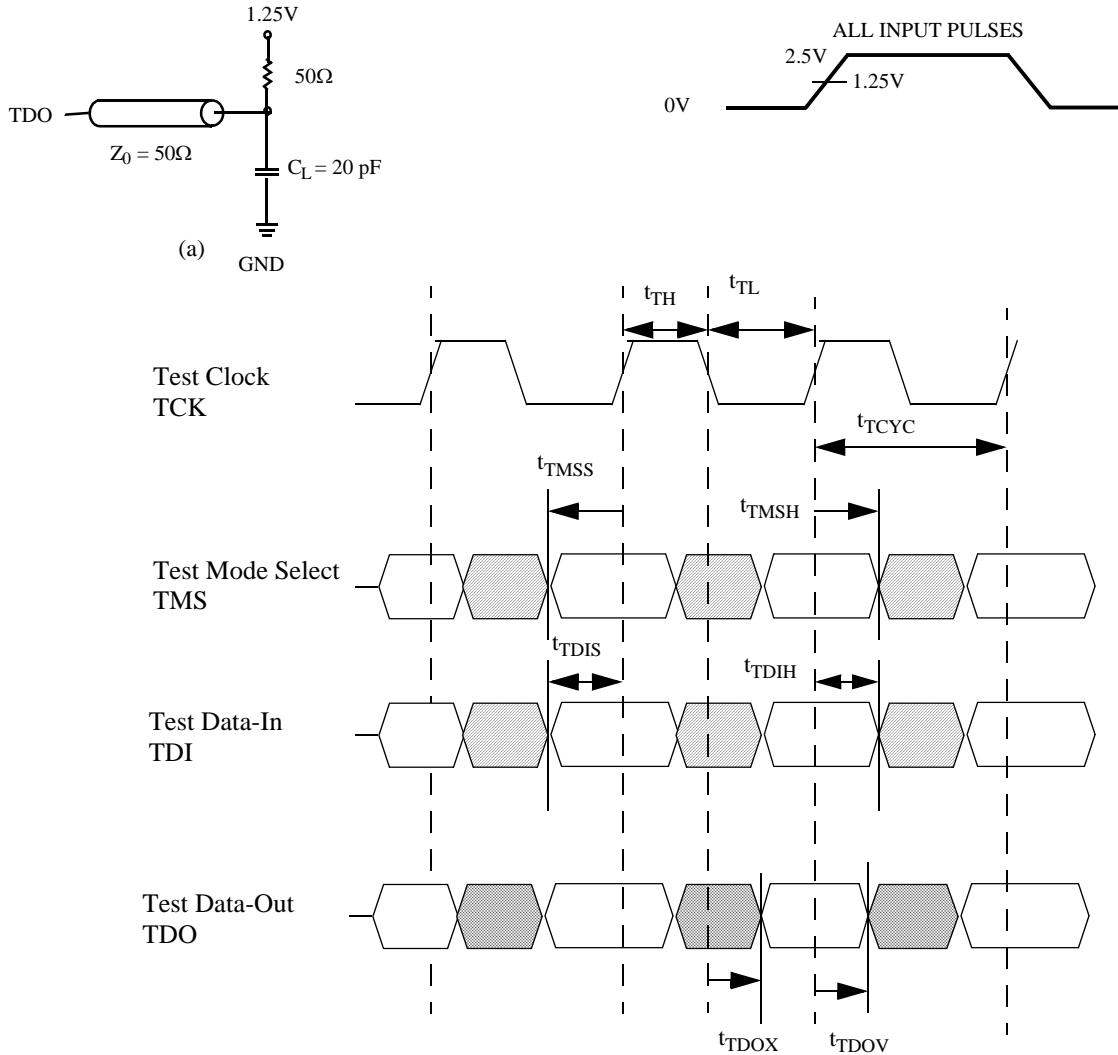 1.25V
ALL INPUT PULSES
2.5V
50Ω
1.25V
TDO
0V
Z0 = 50Ω
CL = 20 pF
(a)
GND
tTH
tTL
Test Clock
TCK
tTCYC
tTMSS
tTMSH
Test Mode Select
TMS
tTDIS
tTDIH
Test Data-In
TDI
Test Data-Out
TDO
tTDOX
tTDOV